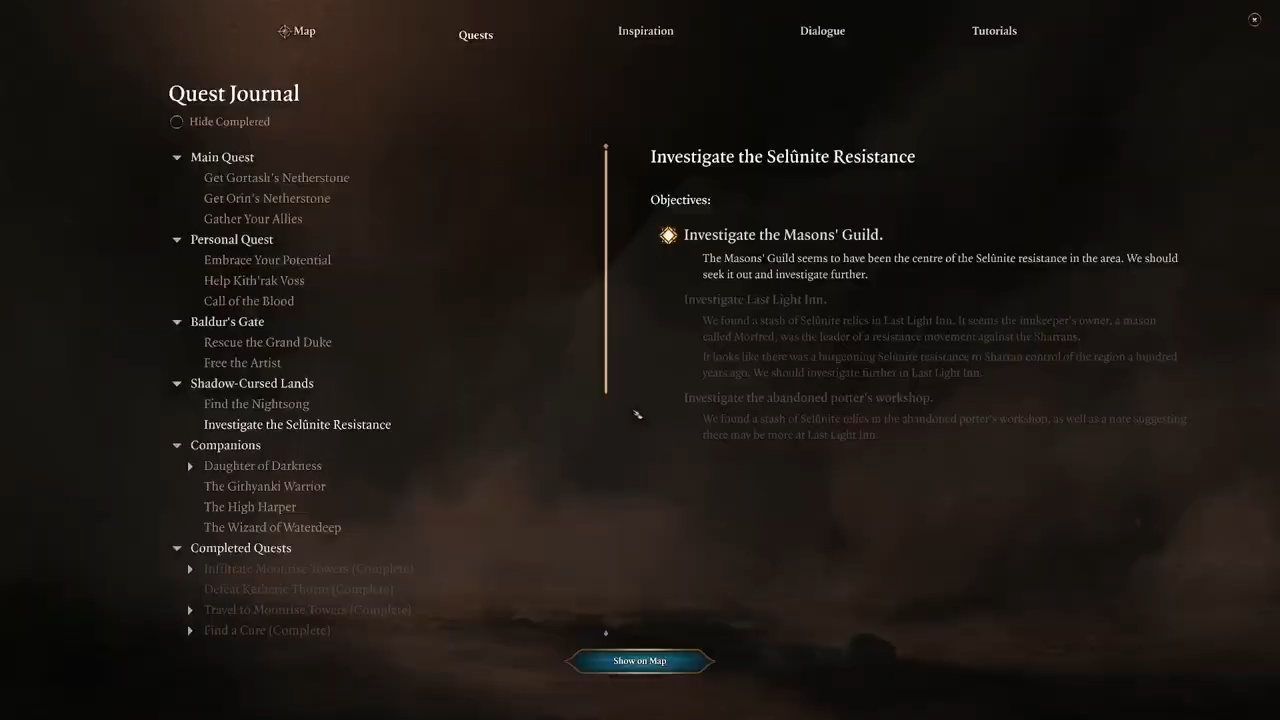 Map
Quests
Inspiration
Dialogue
Tutorials
Quest Journal
Hide Completed
Main Quest
Get Gortash's Netherstone
Get Orin's Netherstone
Gather Your Allies
Personal Quest
Embrace Your Potential
Help Kith'rak Voss
Call of the Blood
Baldur's Gate
Rescue the Grand Duke
Free the Artist
Shadow-Cursed Lands
Find the Nightsong
Investigate the Selûnite Resistance
Companions
Daughter of Darkness
The Githyanki Warrior
The High Harper
The Wizard of Waterdeep
Completed Quests
Infiltrate Moonrise Towers (Complete)
Defeat Ketheric Thorm (Complete)
Travel to Moonrise Towers (Complete)
Find a Cure (Complete)
Investigate the Selûnite Resistance
Objectives:
Investigate the Masons' Guild.
The Masons' Guild seems to have been the centre of the Selûnite resistance in the area. We should
seek it out and investigate further.
Investigate Last Light Inn.
We found a stash of Selûnite relics in Last Light Inn. It seems the innkeeper's owner, a mason
called Morfred, was the leader of a resistance movement against the Sharrans.
It looks like there was a burgeoning Selûnite resistance to Sharran control of the region a hundred
years ago. We should investigate further in Last Light Inn.
Investigate the abandoned potter's workshop.
We found a stash of Selûnite relics in the abandoned potter's workshop, as well as a note suggesting
there may be more at Last Light Inn.
Show on Map